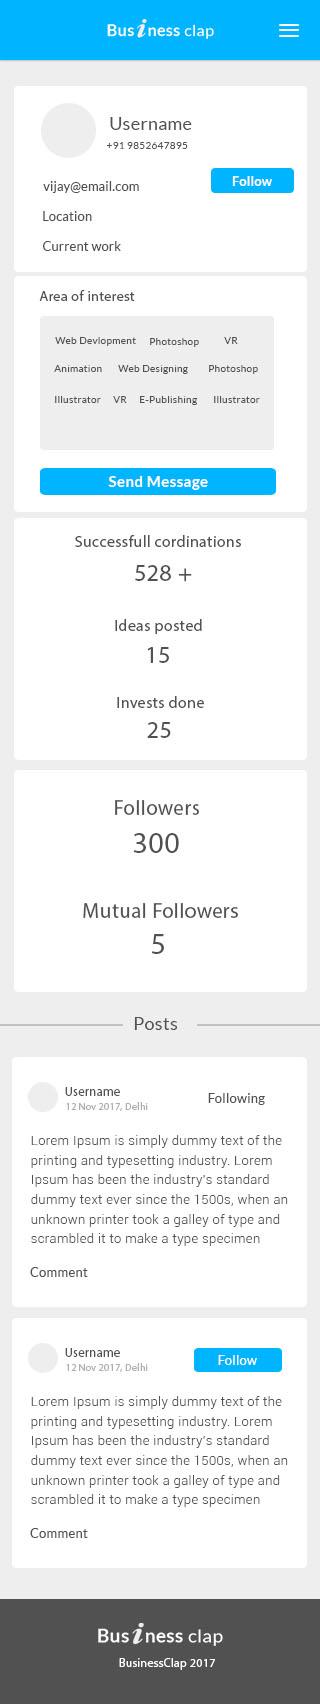 Business clap
Username
+91 9852647895
vijay@email.com
Follow
Location
Current work
Area of interest
Web Devlopment Photoshop VR
Animation Web Designing Photoshop
Illustrator VR E-Publishing Illustrator
Send Message
Successfull cordinations
528 +
Ideas posted
15
Invests done
25
Followers
300
Mutual Followers
5
Posts
Username
12 Nov 2017, Delhi
Following
Lorem Ipsum is simply dummy text of the
printing and typesetting industry. Lorem
Ipsum has been the industry's standard
dummy text ever since the 1500s, when an
unknown printer took a galley of type and
scrambled it to make a type specimen
Comment
Username
12 Nov 2017, Delhi
Follow
Lorem Ipsum is simply dummy text of the
printing and typesetting industry. Lorem
Ipsum has been the industry's standard
dummy text ever since the 1500s, when an
unknown printer took a galley of type and
scrambled it to make a type specimen
Comment
Business clap
BusinessClap 2017